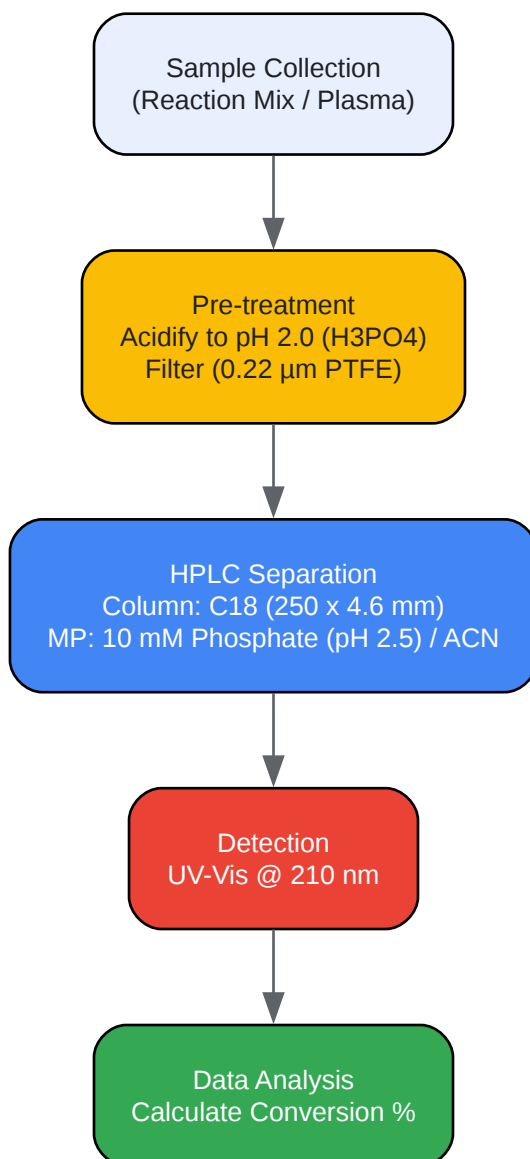 Sample Collection
(Reaction Mix / Plasma)
Pre-treatment
Acidify to pH 2.0 (H3PO4)
Filter (0.22 µm PTFE)
HPLC Separation
Column: C18 (250 x 4.6 mm)
MP: 10 mM Phosphate (pH 2.5) / ACN
Detection
UV-Vis @ 210 nm
Data Analysis
Calculate Conversion %